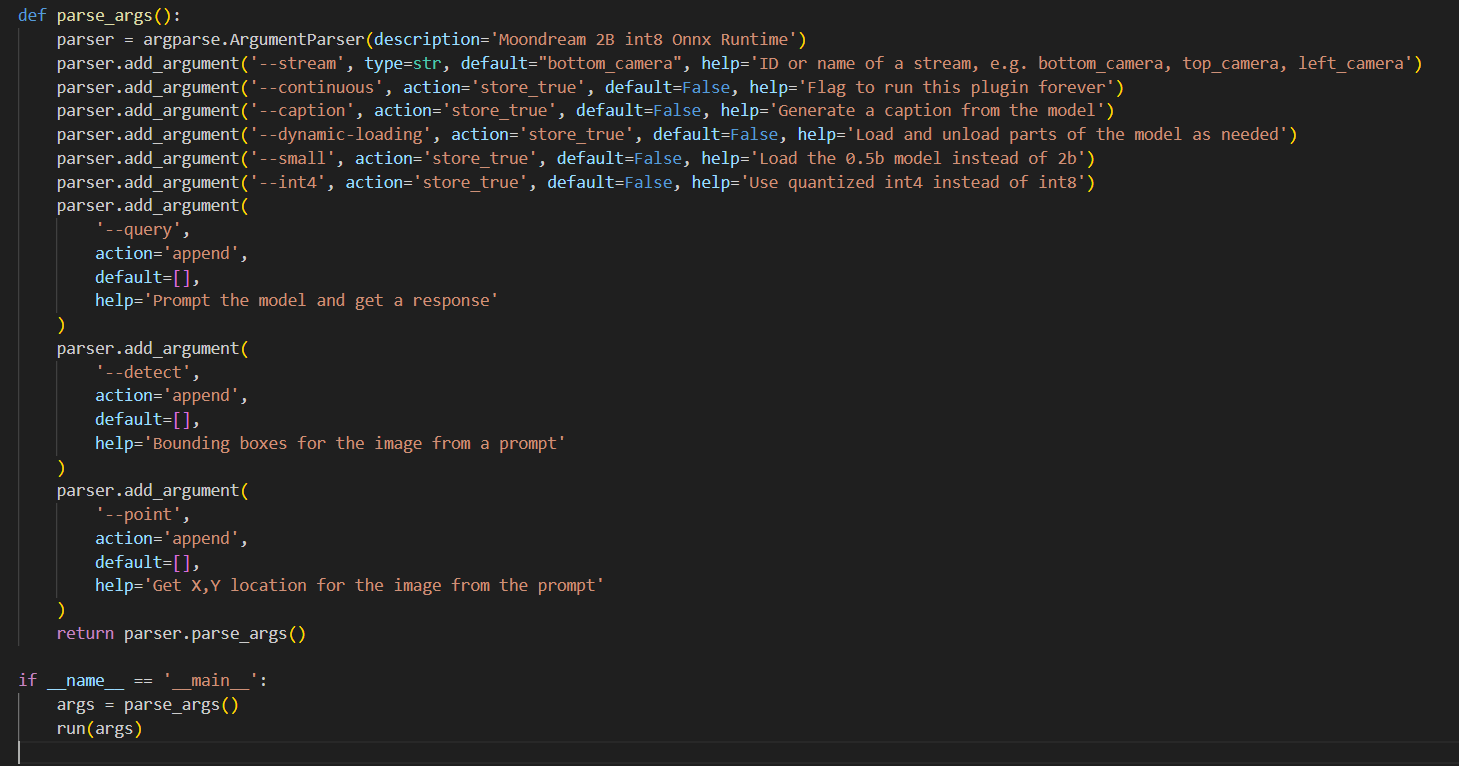 def parse_args():
    parser = argparse.ArgumentParser(description='Moondream 2B int8 Onnx Runtime')
    parser.add_argument('--stream', type=str, default="bottom_camera", help='ID or name of a stream, e.g. bottom_camera, top_camera, left_camera')
    parser.add_argument('--continuous', action='store_true', default=False, help='Flag to run this plugin forever')
    parser.add_argument('--caption', action='store_true', default=False, help='Generate a caption from the model')
    parser.add_argument('--dynamic-loading', action='store_true', default=False, help='Load and unload parts of the model as needed')
    parser.add_argument('--small', action='store_true', default=False, help='Load the 0.5b model instead of 2b')
    parser.add_argument('--int4', action='store_true', default=False, help='Use quantized int4 instead of int8')
    parser.add_argument(
        '--query',
        action='append',
        default=[],
        help='Prompt the model and get a response'
    )
    parser.add_argument(
        '--detect',
        action='append',
        default=[],
        help='Bounding boxes for the image from a prompt'
    )
    parser.add_argument(
        '--point',
        action='append',
        default=[],
        help='Get X,Y location for the image from the prompt'
    )
    return parser.parse_args()

if __name__ == '__main__':
    args = parse_args()
    run(args)